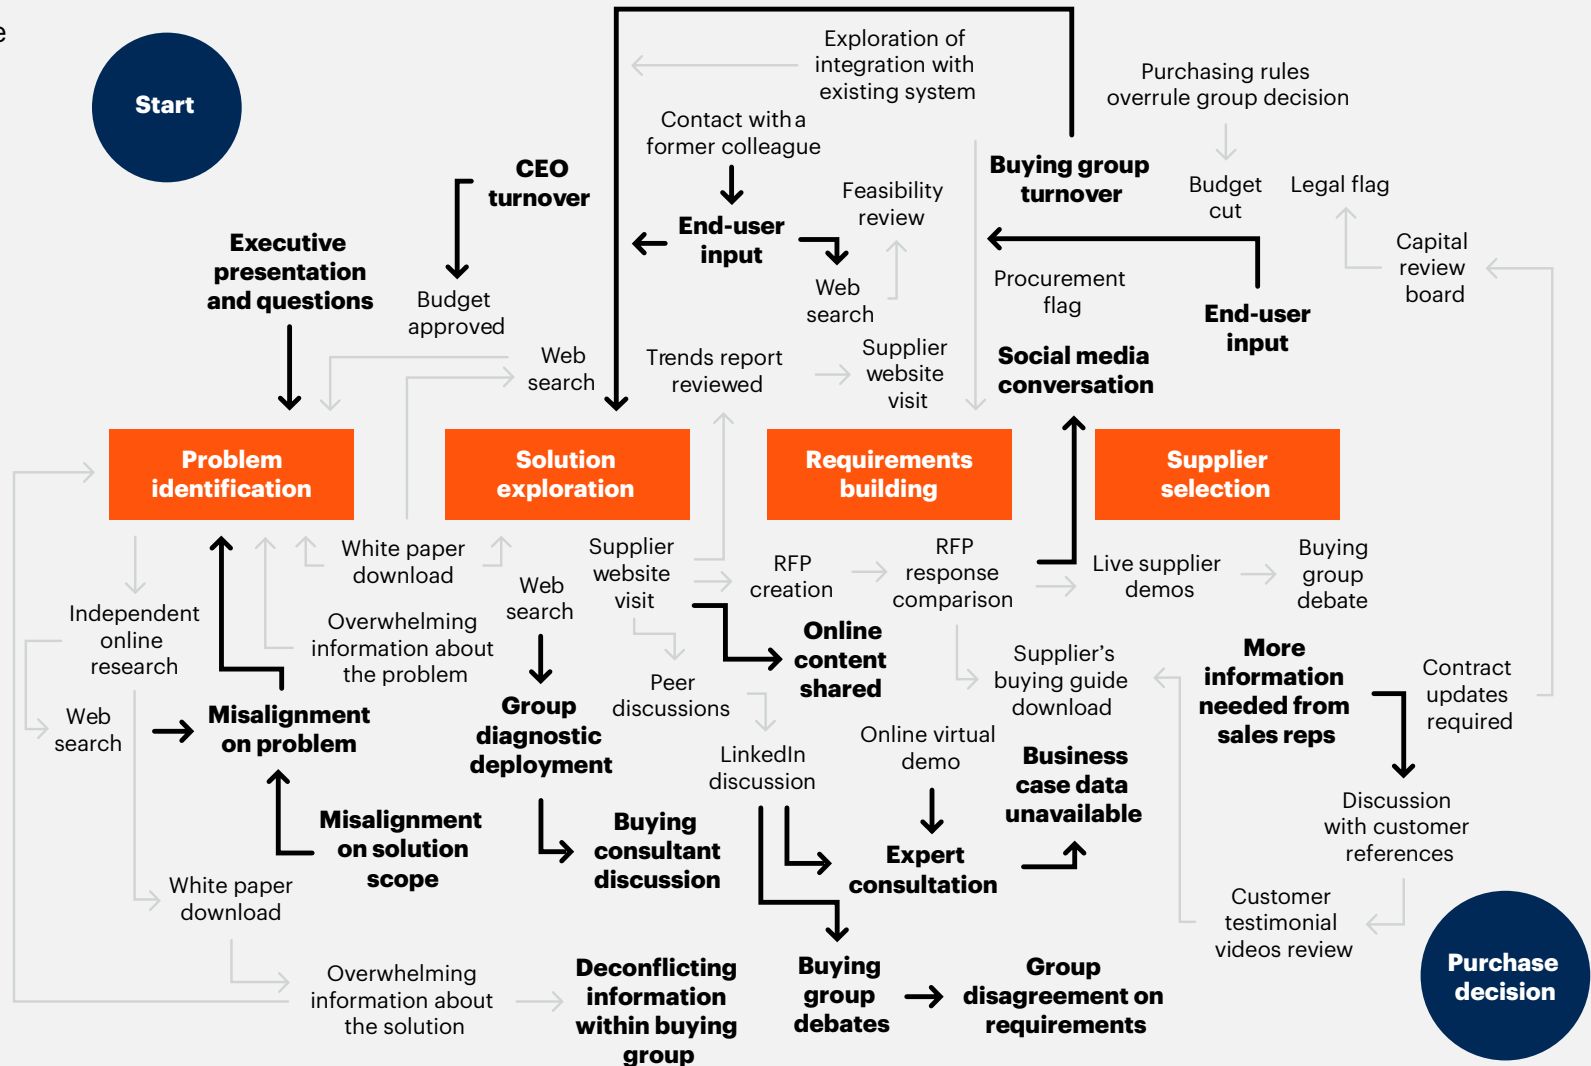 e
Start
Exploration of
integration with
existing system
Purchasing rules
overrule group decision
Contact with a
former colleague
CEO
turnover
Buying group
turnover
Feasibility
review
Budget
cut
Legal flag
End-user
input
Executive
presentation
and questions
Capital
review
board
Budget
approved
Web
search
Procurement
flag
End-user
input
Web
search
Trends report
reviewed
Supplier
website
visit
Social media
conversation
Problem
identification
Solution
exploration
Requirements
building
Supplier
selection
White paper
download
Supplier
website
visit
RFP
creation
RFP
response
comparison
Live supplier
demos
Buying
group
debate
Web
search
Independent
online
research
Overwhelming
information about
the problem
Online
content
shared
Supplier’s
buying guide
download
More
information
needed from
sales reps
Contract
updates
required
Peer
discussions
Web
search
Misalignment
on problem
Group
diagnostic
deployment
LinkedIn
discussion
Online virtual
demo
Business
case data
unavailable
Discussion
with customer
references
Misalignment
on solution
scope
Buying
consultant
discussion
Expert
consultation
White paper
download
Customer
testimonial
videos review
Purchase
decision
Overwhelming
information about
the solution
Deconflicting
information
within buying
group
Buying
group
debates
Group
disagreement on
requirements